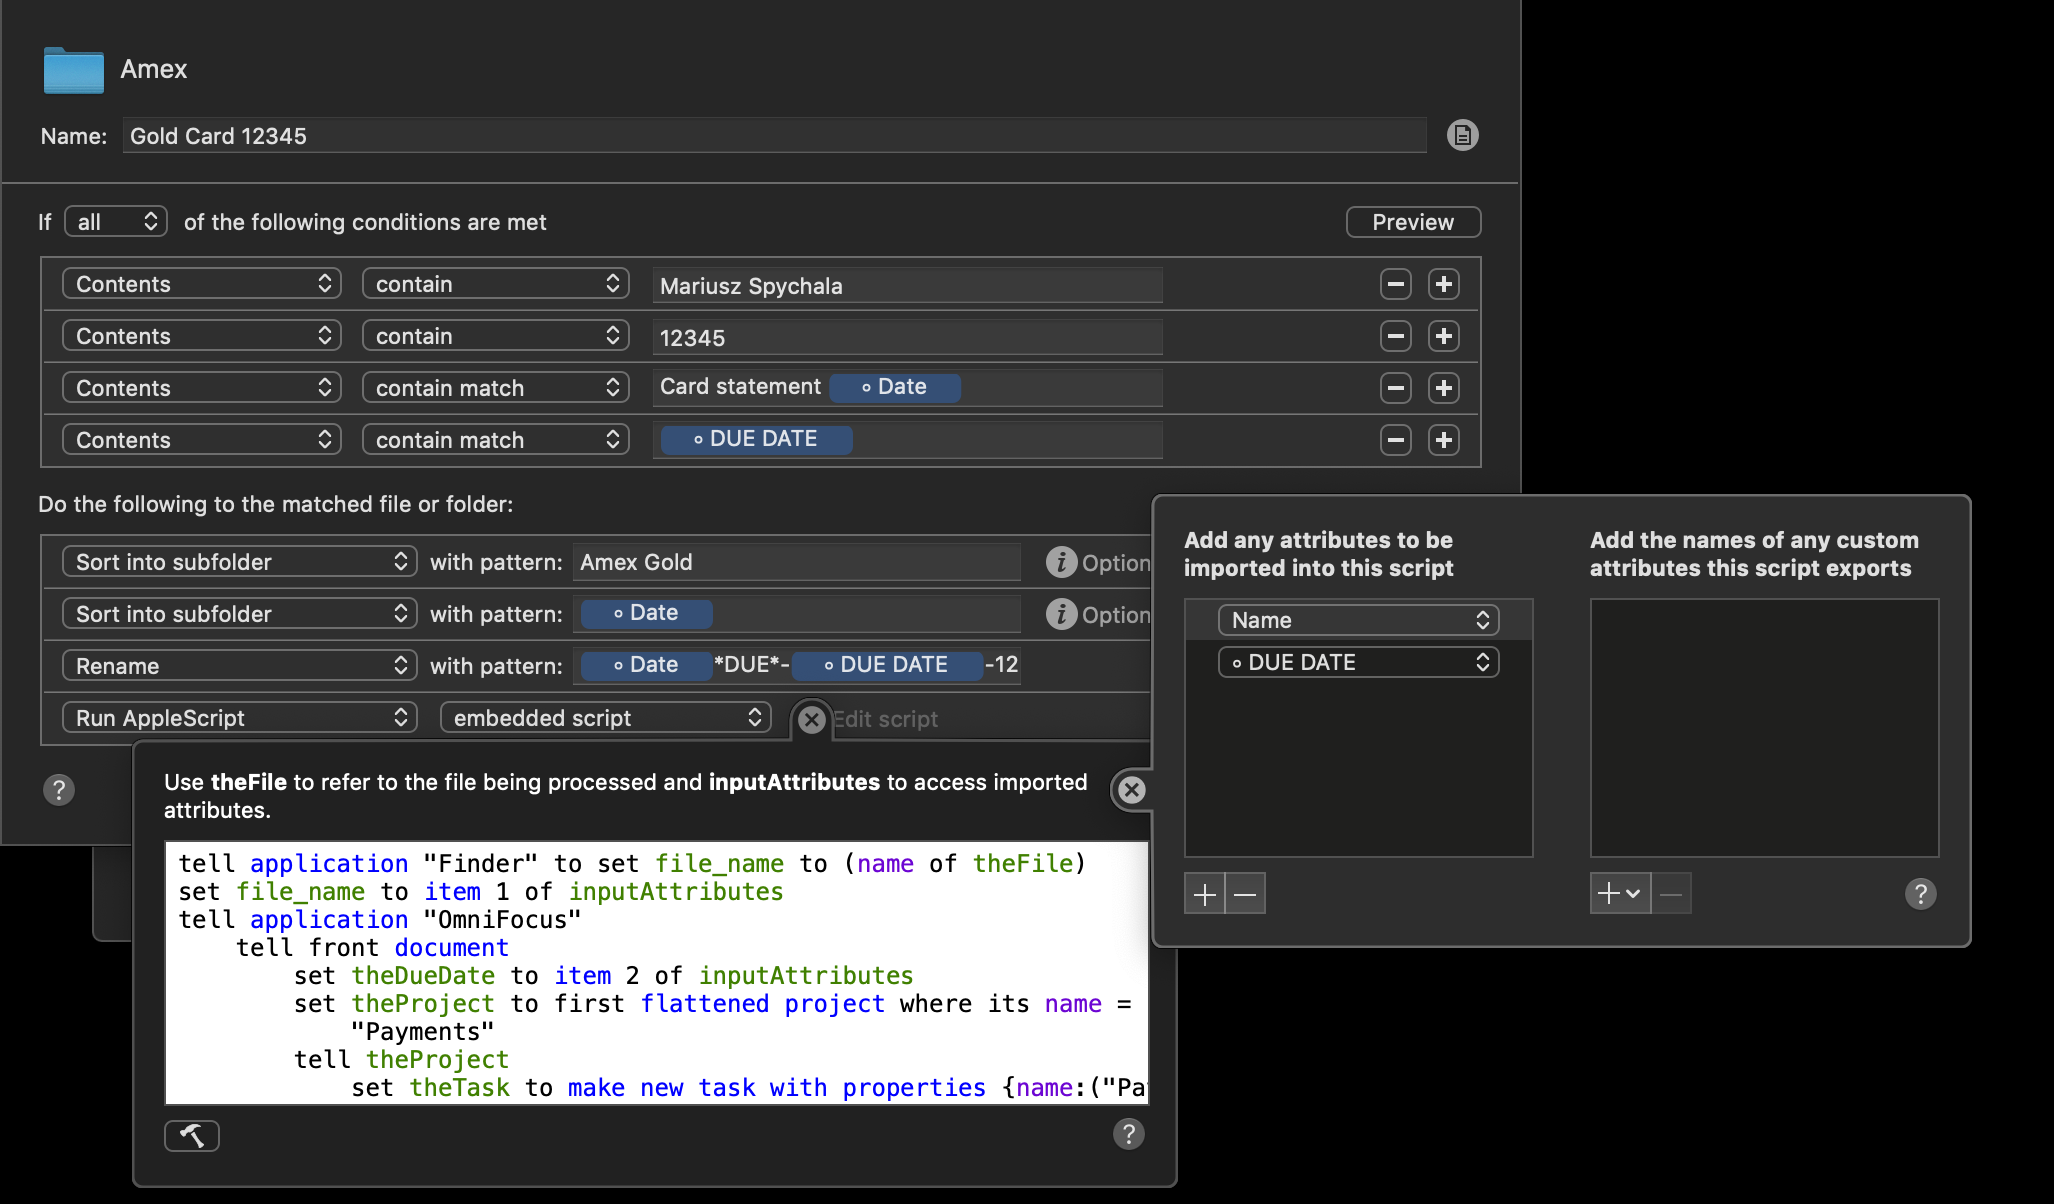 Amex
Name: Gold Card 12345
If all of the following conditions are met Preview
Contents contain Mariusz Spychala
Contents contain 12345
Contents contain match Card statement Date
Contents contain match DUE DATE
Do the following to the matched file or folder:
Sort into subfolder with pattern: Amex Gold Option
Sort into subfolder with pattern: Date Option
Rename with pattern: Date *DUE*- DUE DATE -12
Run AppleScript embedded script Edit script
Use theFile to refer to the file being processed and inputAttributes to access imported
attributes.
tell application "Finder" to set file_name to (name of theFile)
set file_name to item 1 of inputAttributes
tell application "OmniFocus"
tell front document
set theDueDate to item 2 of inputAttributes
set theProject to first flattened project where its name =
"Payments"
tell theProject
set theTask to make new task with properties {name:("Pa
Add any attributes to be
imported into this script
Name
DUE DATE
Add the names of any custom
attributes this script exports